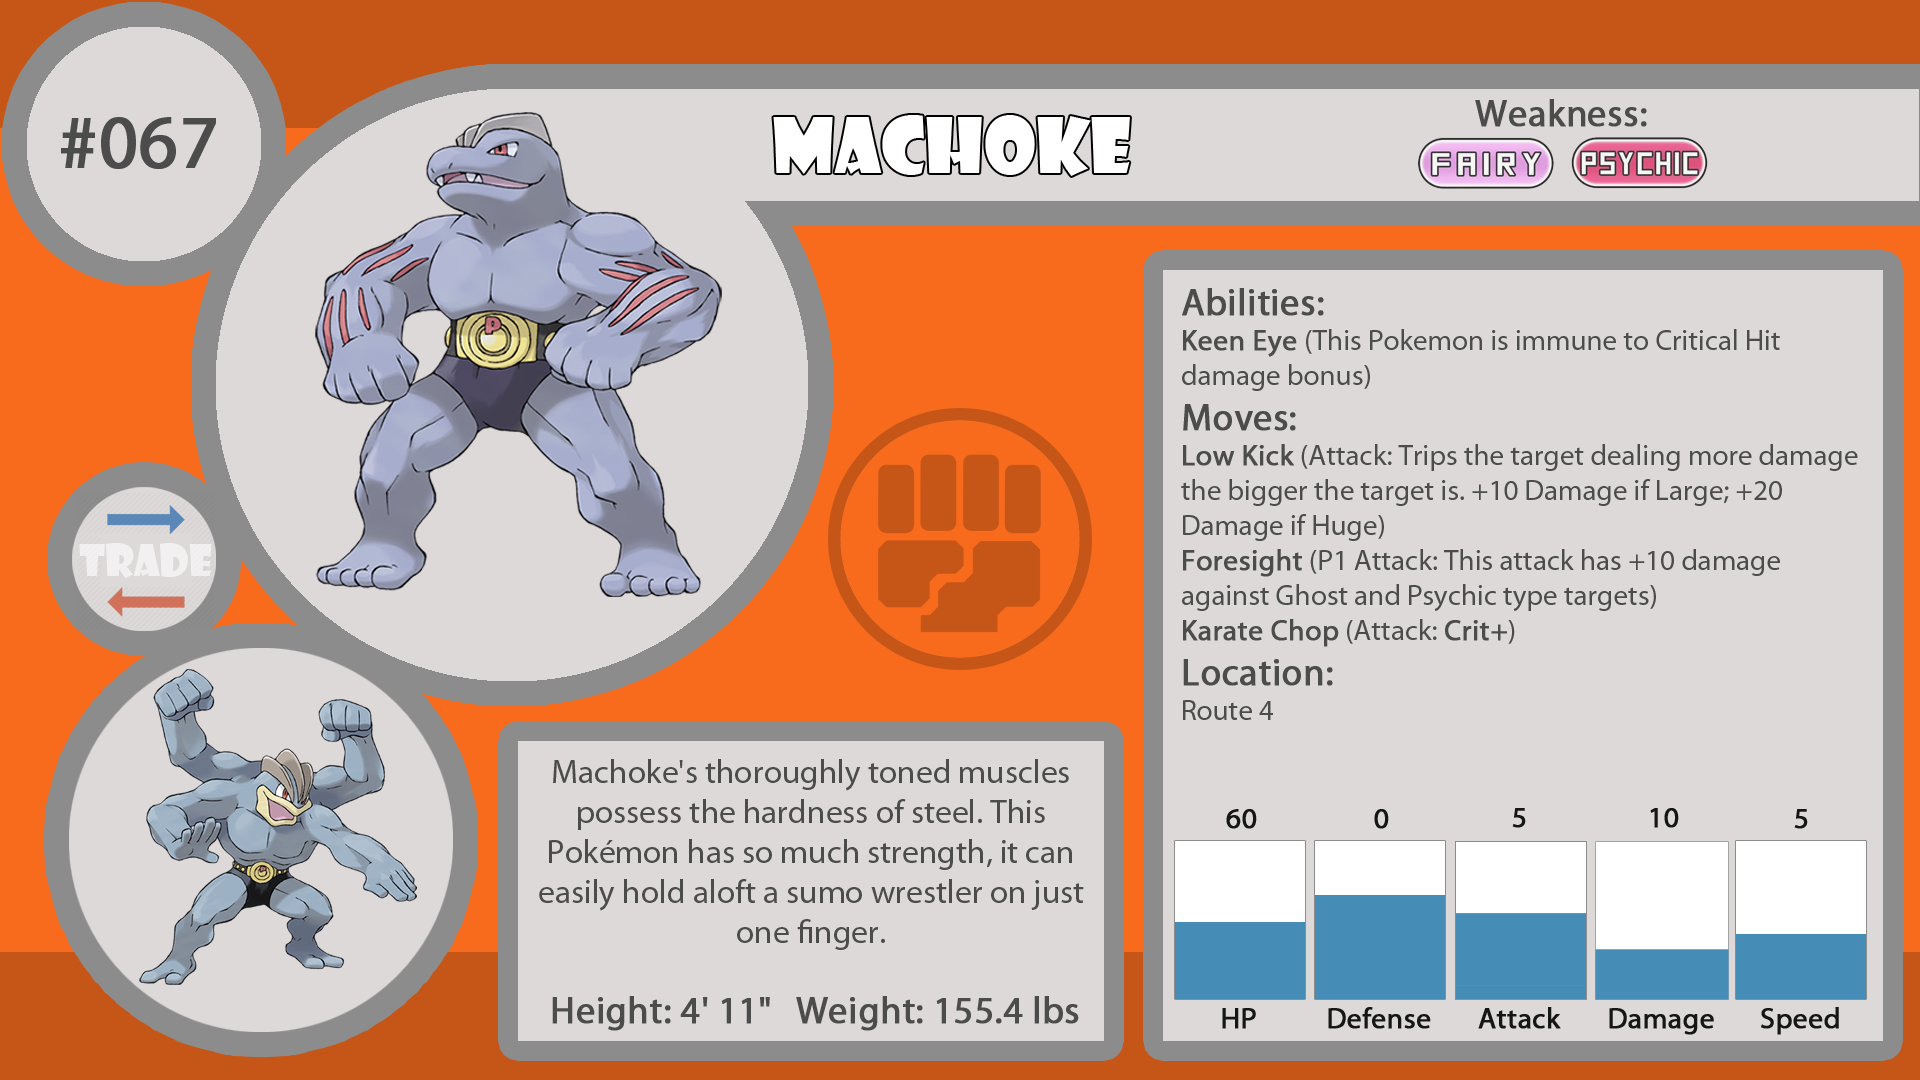 #067
MACHOKE
Weakness:
FAIRY PSYCHIC
P
TRADE
Abilities:
Keen Eye (This Pokemon is immune to Critical Hit
damage bonus)
Moves:
Low Kick (Attack: Trips the target dealing more damage
the bigger the target is. +10 Damage if Large; +20
Damage if Huge)
Foresight (P1 Attack: This attack has +10 damage
against Ghost and Psychic type targets)
Karate Chop (Attack: Crit+)
Location:
Route 4
Machoke's thoroughly toned muscles
possess the hardness of steel. This
Pokémon has so much strength, it can
easily hold aloft a sumo wrestler on just
one finger.
Height: 4' 11" Weight: 155.4 lbs
60 0 5 10 5
HP Defense Attack Damage Speed